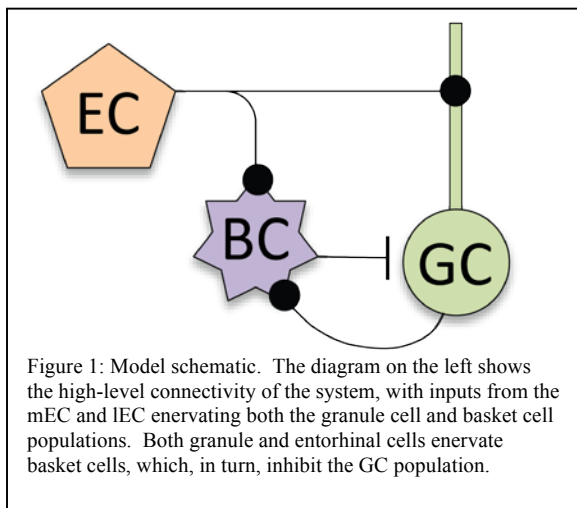 EC
BC
GC
Figure 1: Model schematic.  The diagram on the left shows
the high-level connectivity of the system, with inputs from the
mEC and lEC enervating both the granule cell and basket cell
populations.  Both granule and entorhinal cells enervate
basket cells, which, in turn, inhibit the GC population.